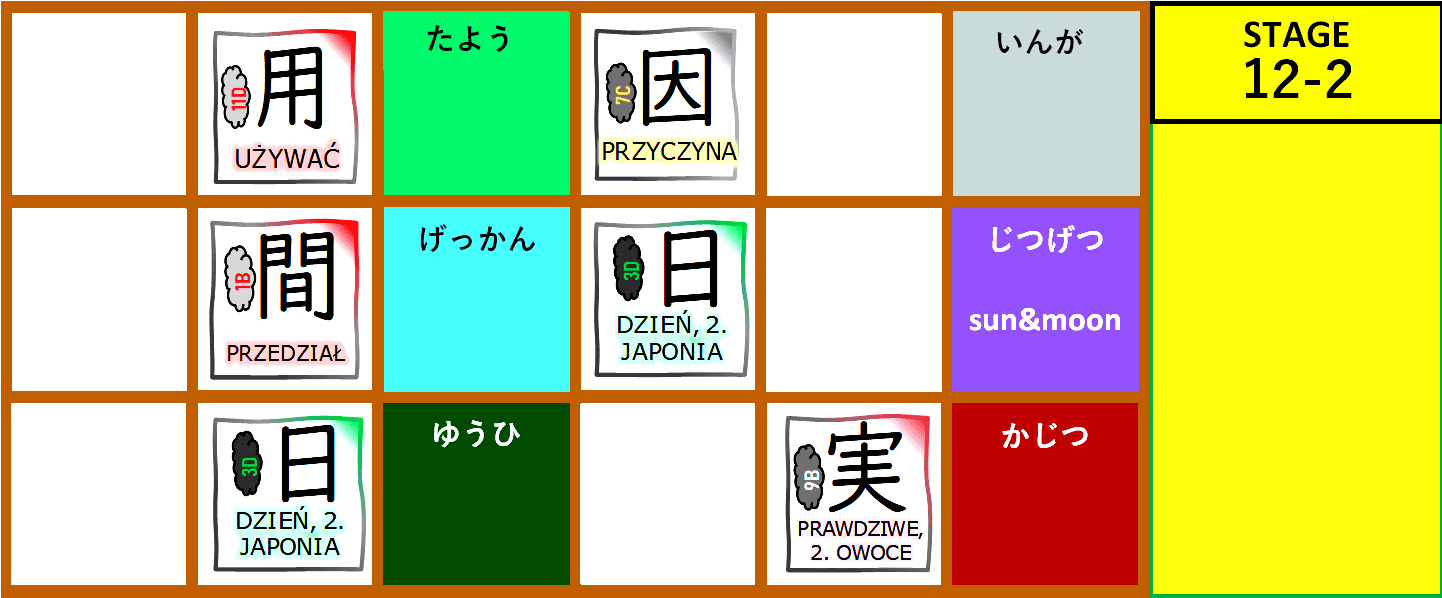 11D
用
UŻYWAĆ
たよう
7C
因
PRZYCZYNA
いんが
STAGE
12-2
1B
間
PRZEDZIAŁ
げっかん
3D
日
DZIEŃ, 2.
JAPONIA
じつげつ
sun&moon
3D
日
DZIEŃ, 2.
JAPONIA
ゆうひ
9B
実
PRAWDZIWE,
2. OWOCE
かじつ